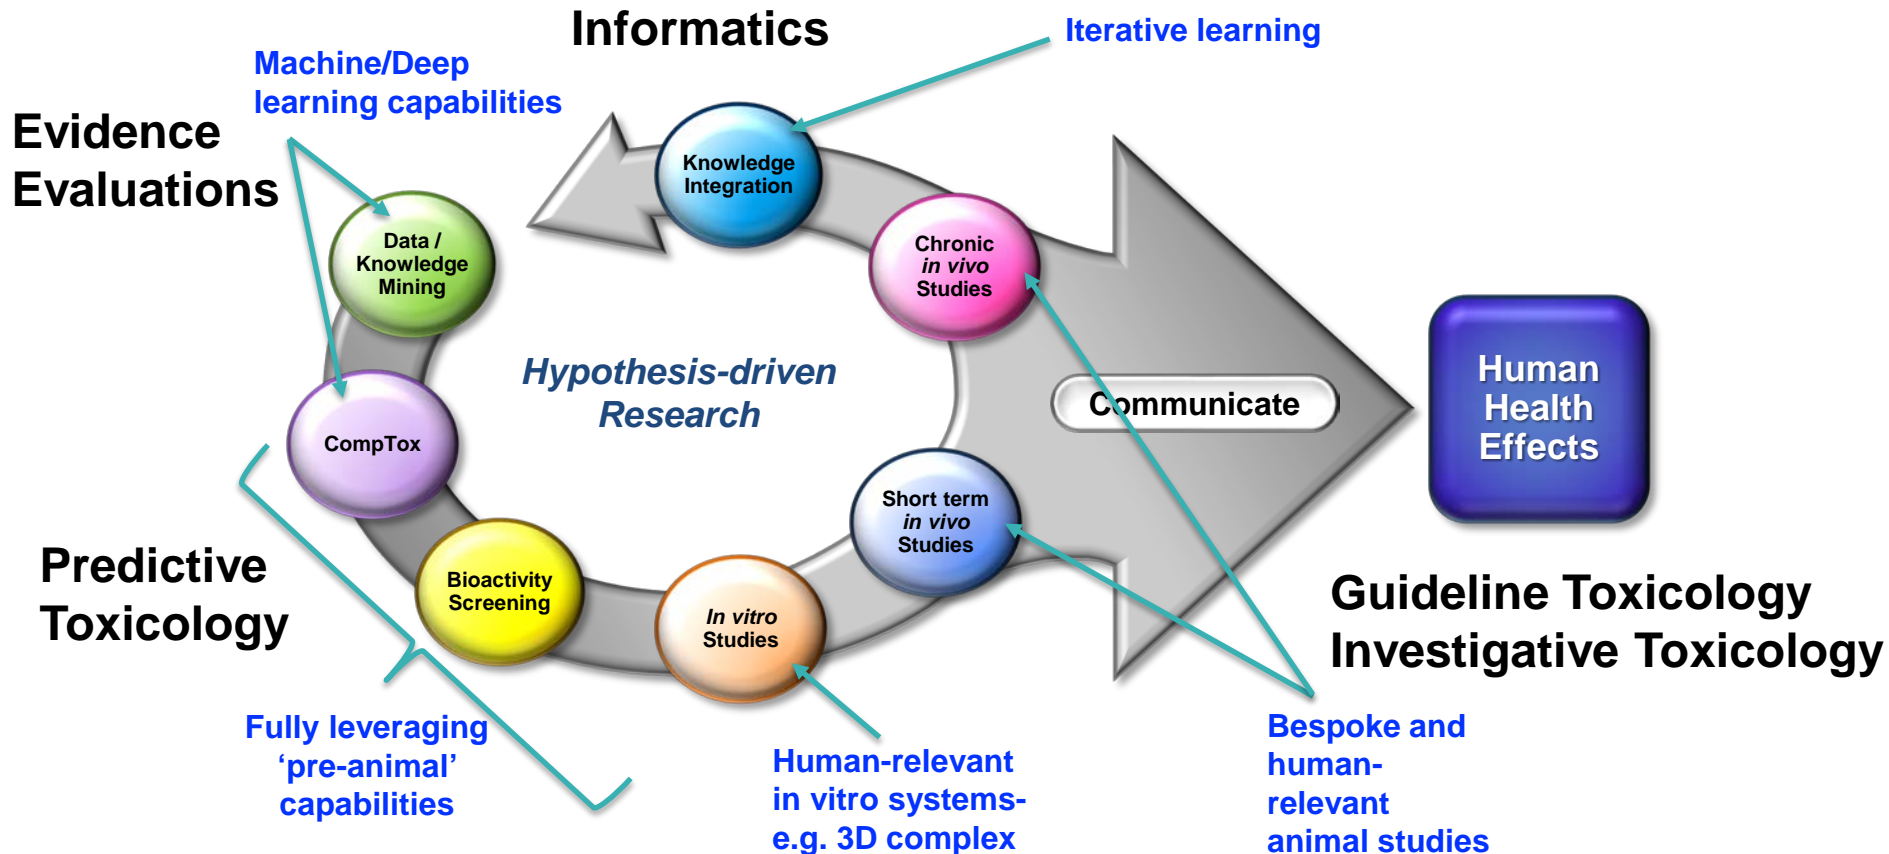 Informatics
Iterative learning
Machine/Deep
learning capabilities
Evidence
Evaluations
Knowledge
Integration
Data /
Knowledge
Mining
Chronic
in vivo
Studies
Hypothesis-driven
Research
Communicate
Human
Health
Effects
CompTox
Short term
in vivo
Studies
Predictive
Toxicology
Bioactivity
Screening
In vitro
Studies
Guideline Toxicology
Investigative Toxicology
Fully leveraging
‘pre-animal’
capabilities
Human-relevant
in vitro systems-
e.g. 3D complex
Bespoke and
human-
relevant
animal studies